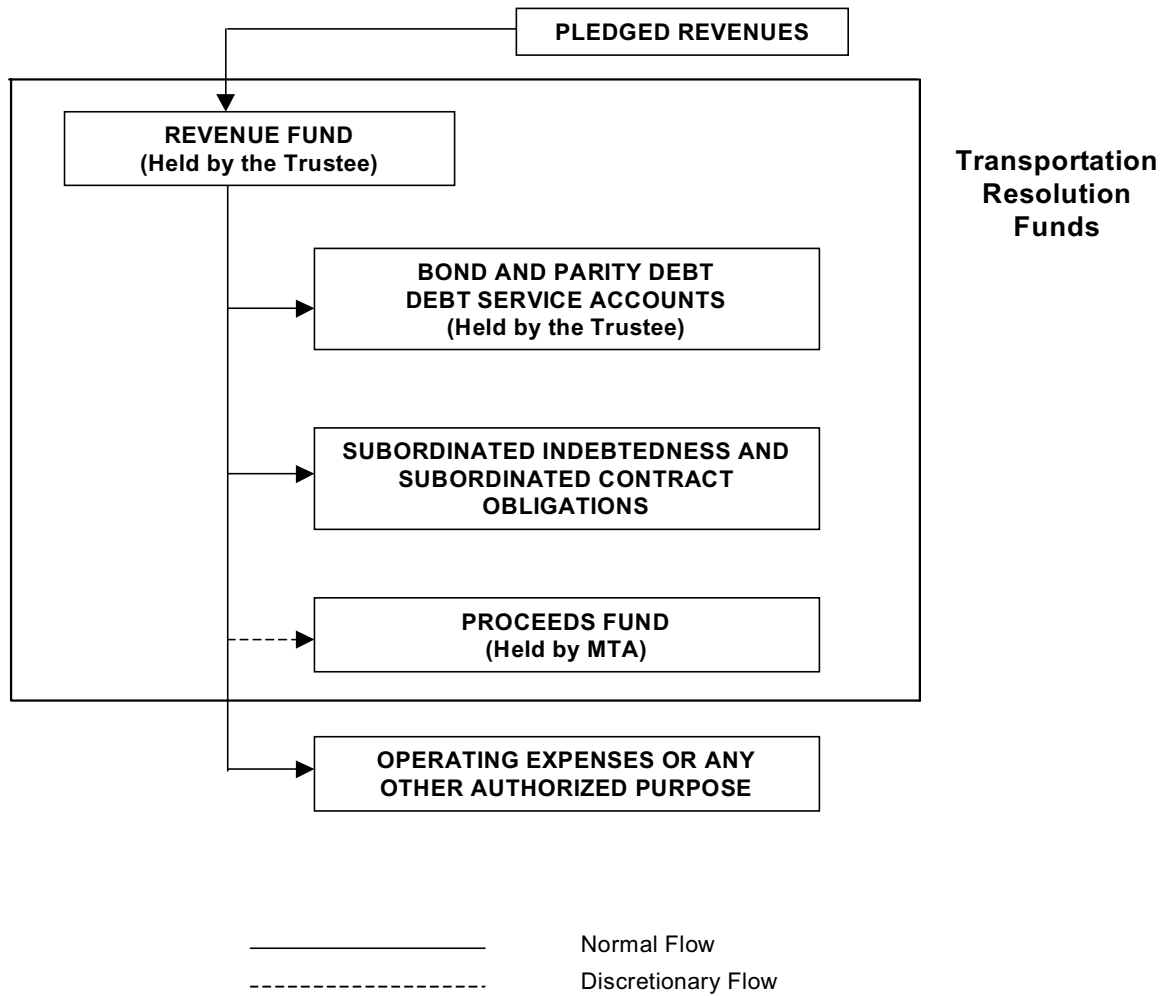 PLEDGED REVENUES
REVENUE FUND
(Held by the Trustee)
Transportation
Resolution
Funds
BOND AND PARITY DEBT
DEBT SERVICE ACCOUNTS
(Held by the Trustee)
SUBORDINATED INDEBTEDNESS AND
SUBORDINATED CONTRACT
OBLIGATIONS
PROCEEDS FUND
(Held by MTA)
OPERATING EXPENSES OR ANY
OTHER AUTHORIZED PURPOSE
Normal Flow
Discretionary Flow